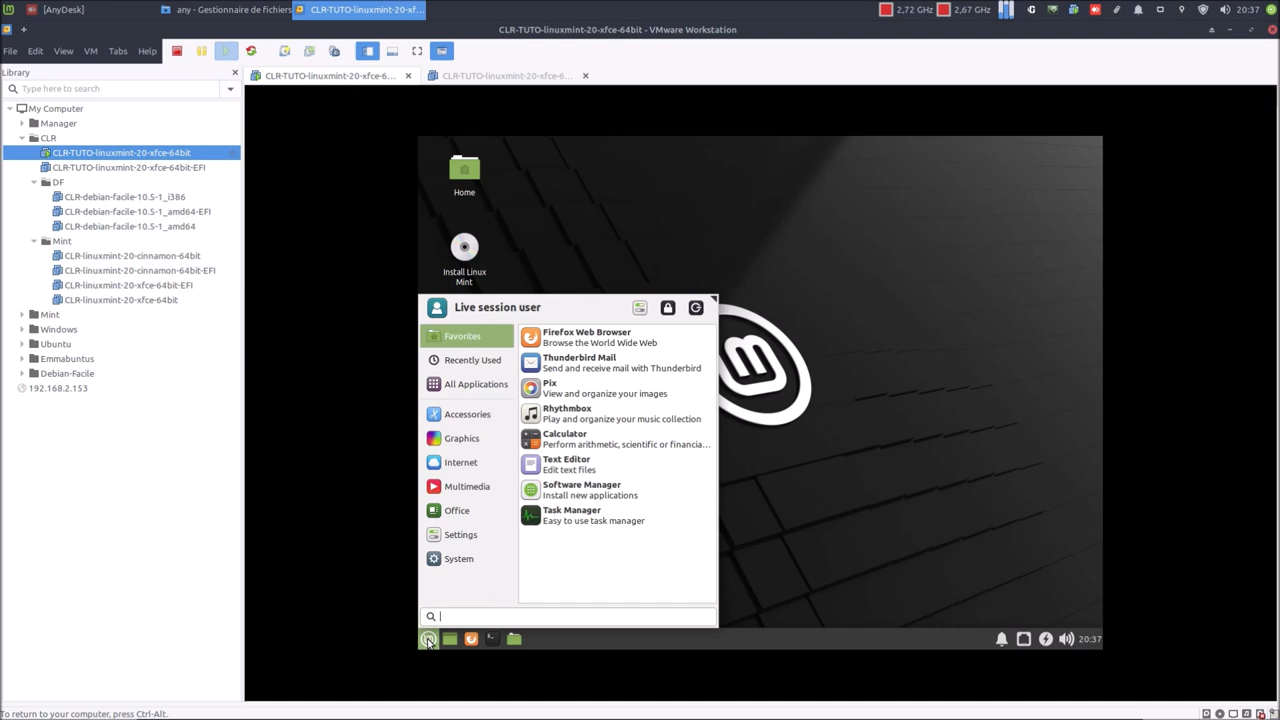 [AnyDesk]
any - Gestionnaire de fichiers
CLR-TUTO-linuxmint-20-xf...
2,72 GHz
2,67 GHz
20:37
CLR-TUTO-linuxmint-20-xfce-64bit - VMware Workstation
File Edit View VM Tabs Help
Library
Type here to search
CLR-TUTO-linuxmint-20-xfce-6...
CLR-TUTO-linuxmint-20-xfce-6...
My Computer
Manager
CLR
CLR-TUTO-linuxmint-20-xfce-64bit
CLR-TUTO-linuxmint-20-xfce-64bit-EFI
DF
CLR-debian-facile-10.5-1_i386
CLR-debian-facile-10.5-1_amd64-EFI
CLR-debian-facile-10.5-1_amd64
Mint
CLR-linuxmint-20-cinnamon-64bit
CLR-linuxmint-20-cinnamon-64bit-EFI
CLR-linuxmint-20-xfce-64bit-EFI
CLR-linuxmint-20-xfce-64bit
Mint
Windows
Ubuntu
Emmabuntus
Debian-Facile
192.168.2.153
Home
Install Linux
Mint
Live session user
Favorites
Recently Used
All Applications
Accessories
Graphics
Internet
Multimedia
Office
Settings
System
Firefox Web Browser
Browse the World Wide Web
Thunderbird Mail
Send and receive mail with Thunderbird
Pix
View and organize your images
Rhythmbox
Play and organize your music collection
Calculator
Perform arithmetic, scientific or financia...
Text Editor
Edit text files
Software Manager
Install new applications
Task Manager
Easy to use task manager
20:37
To return to your computer, press Ctrl-Alt.